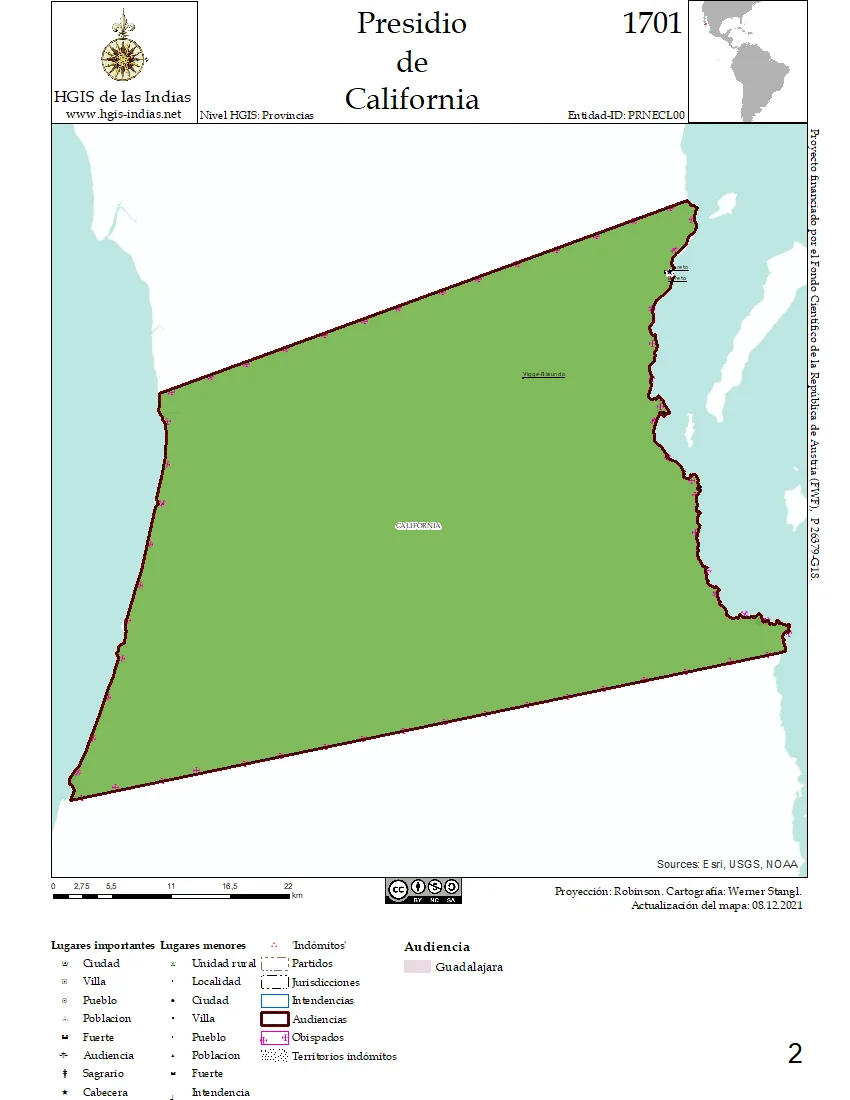 Presidio
de
California
1701
HGIS de las Indias
www.hgis-indias.net
Nivel HGIS: Provincias
Entidad-ID: PRNECL00
Proyecto financiado por el Fondo Científico de la República de Austria (FWF), P 26379-G18.
CALIFORNIA
Sources: Esri, USGS, NOAA
0 2,75 5,5 11 16,5 22
km
cc
BY NC SA
Proyección: Robinson. Cartografía: Werner Stangl.
Actualización del mapa: 08.12.2021
Lugares importantes
Ciudad
Villa
Pueblo
Poblacion
Fuerte
Audiencia
Sagrario
Cabecera
Lugares menores
Unidad rural
Localidad
Ciudad
Villa
Pueblo
Poblacion
Fuerte
Intendencia
'Indómitos'
Partidos
Jurisdicciones
Intendencias
Audiencias
Obispados
Territorios indómitos
Audiencia
Guadalajara
2